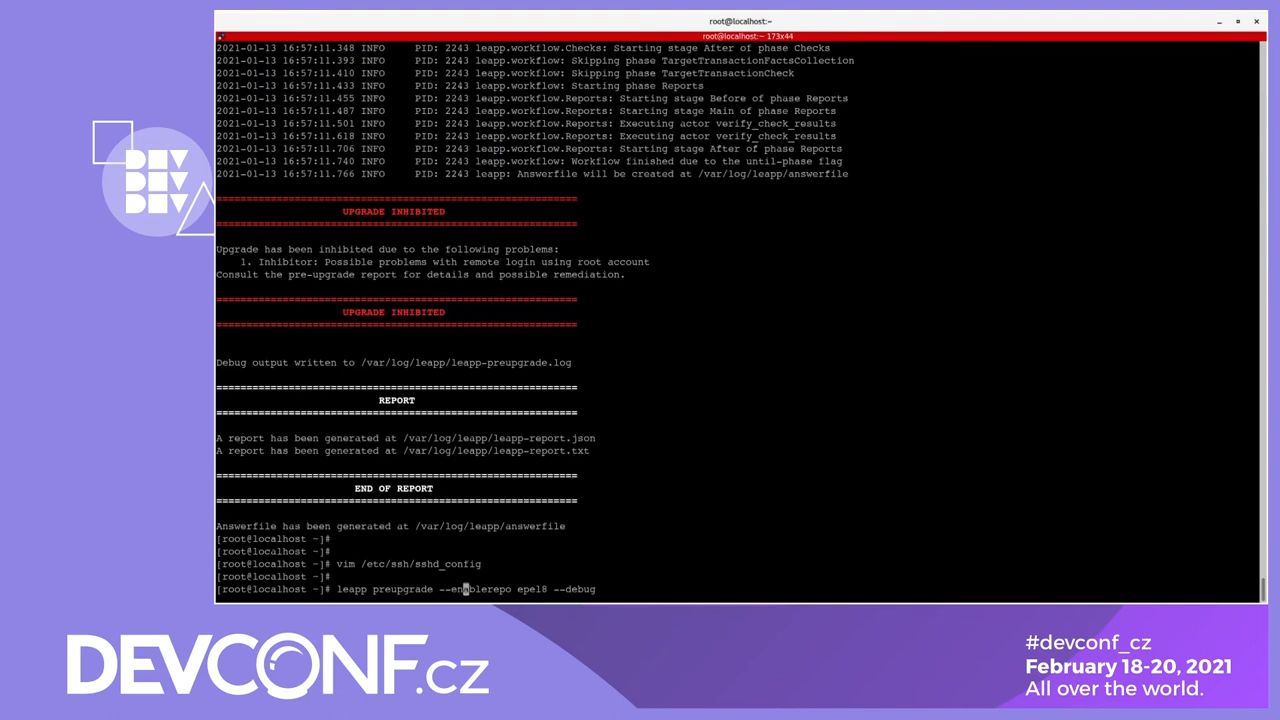 root@localhost:~
root@localhost:~ 173x44
2021-01-13 16:57:11.348 INFO     PID: 2243 leapp.workflow.Checks: Starting stage After of phase Checks
2021-01-13 16:57:11.393 INFO     PID: 2243 leapp.workflow: Skipping phase TargetTransactionFactsCollection
2021-01-13 16:57:11.410 INFO     PID: 2243 leapp.workflow: Skipping phase TargetTransactionCheck
2021-01-13 16:57:11.433 INFO     PID: 2243 leapp.workflow: Starting phase Reports
2021-01-13 16:57:11.455 INFO     PID: 2243 leapp.workflow.Reports: Starting stage Before of phase Reports
2021-01-13 16:57:11.487 INFO     PID: 2243 leapp.workflow.Reports: Starting stage Main of phase Reports
2021-01-13 16:57:11.501 INFO     PID: 2243 leapp.workflow.Reports: Executing actor verify_check_results
2021-01-13 16:57:11.618 INFO     PID: 2243 leapp.workflow.Reports: Executing actor verify_check_results
2021-01-13 16:57:11.706 INFO     PID: 2243 leapp.workflow.Reports: Starting stage After of phase Reports
2021-01-13 16:57:11.740 INFO     PID: 2243 leapp.workflow: Workflow finished due to the until-phase flag
2021-01-13 16:57:11.766 INFO     PID: 2243 leapp: Answerfile will be created at /var/log/leapp/answerfile
============================================================
UPGRADE INHIBITED
============================================================
Upgrade has been inhibited due to the following problems:
1. Inhibitor: Possible problems with remote login using root account
Consult the pre-upgrade report for details and possible remediation.
============================================================
UPGRADE INHIBITED
============================================================
Debug output written to /var/log/leapp/leapp-preupgrade.log
============================================================
REPORT
============================================================
A report has been generated at /var/log/leapp/leapp-report.json
A report has been generated at /var/log/leapp/leapp-report.txt
============================================================
END OF REPORT
============================================================
Answerfile has been generated at /var/log/leapp/answerfile
[root@localhost ~]#
[root@localhost ~]#
[root@localhost ~]# vim /etc/ssh/sshd_config
[root@localhost ~]#
[root@localhost ~]# leapp preupgrade --enablerepo epel8 --debug
DEV
DEV
DEV
DEVCONF.cz
#devconf_cz
February 18-20, 2021
All over the world.